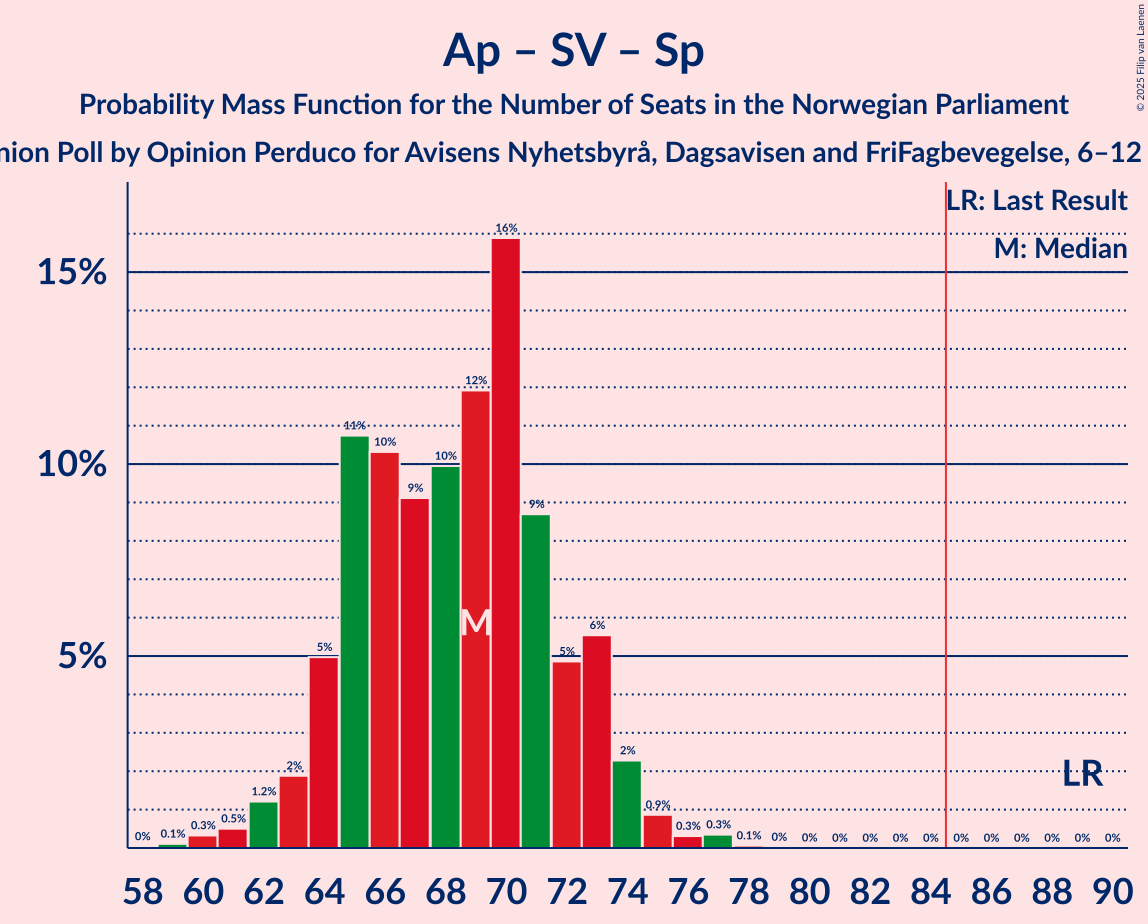 Ap – SV – Sp
Probability Mass Function for the Number of Seats in the Norwegian Parliament
Poll by Opinion Perduco for Avisens Nyhetsbyrå, Dagsavisen and FriFagbevegelse, 6–12
© 2025 Filip van Laenen
LR: Last Result
M: Median
15%
10%
5%
0% 0.1% 0.3% 0.5% 1.2% 2% 5% 11% 10% 9% 10% 12% 16% 9% 5% 6% 2% 0.9% 0.3% 0.3% 0.1% 0% 0% 0% 0% 0% 0% 0% 0% 0% 0% 0% 0%
M
LR
58 60 62 64 66 68 70 72 74 76 78 80 82 84 86 88 90